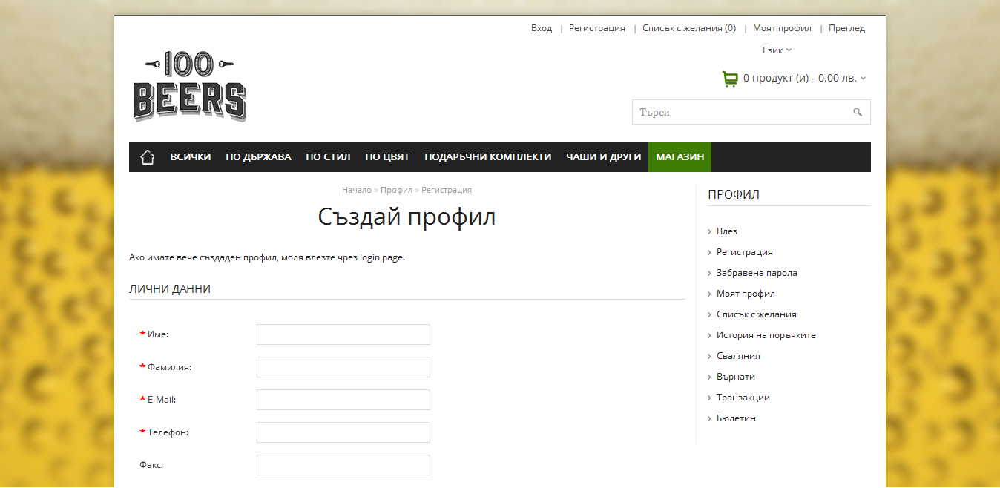 Вход | Регистрация | Списък с желания (0) | Моят профил | Преглед
Език
100
BEERS
0 продукт (и) - 0.00 лв.
Търси
ВСИЧКИ ПО ДЪРЖАВА ПО СТИЛ ПО ЦВЯТ ПОДАРЪЧНИ КОМПЛЕКТИ ЧАШИ И ДРУГИ МАГАЗИН
Начало » Профил » Регистрация
Създай профил
Ако имате вече създаден профил, моля влезте чрез login page.
ЛИЧНИ ДАННИ
* Име:
* Фамилия:
* E-Mail:
* Телефон:
Факс:
ПРОФИЛ
Влез
Регистрация
Забравена парола
Моят профил
Списък с желания
История на поръчките
Сваляния
Върнати
Транзакции
Бюлетин